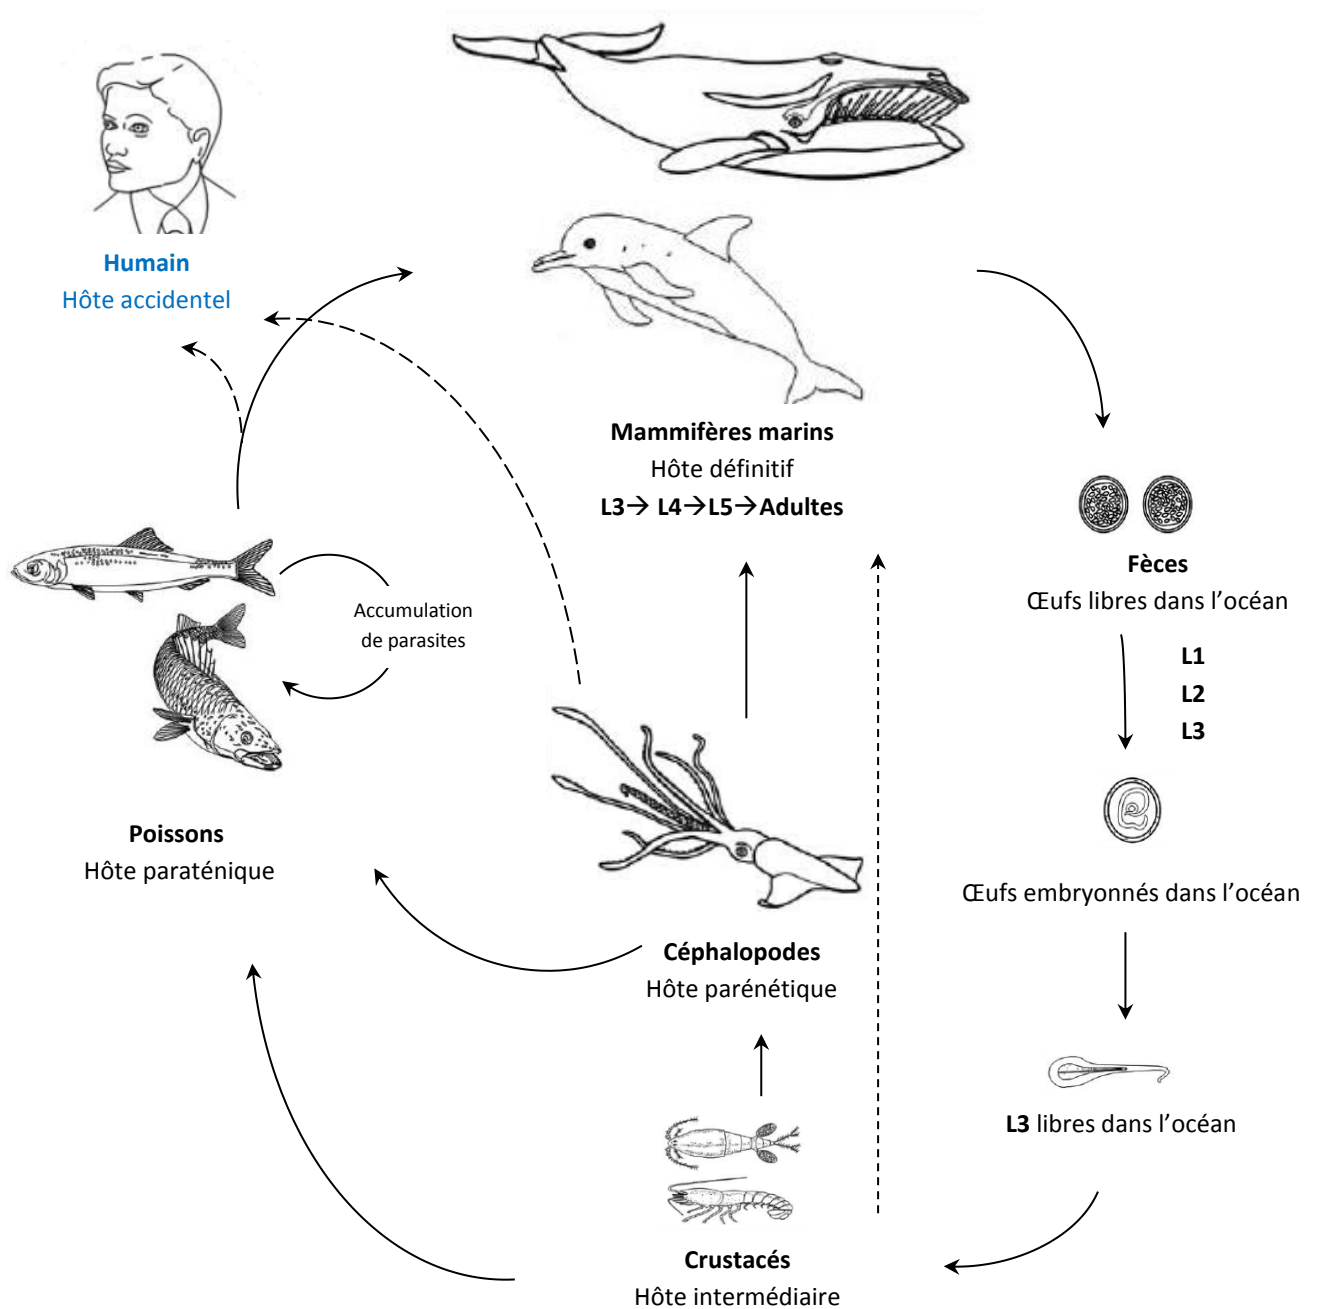 Humain
Hôte accidentel
Mammifères marins
Hôte définitif
L3→ L4→L5→Adultes
Fèces
Œufs libres dans l’océan
L1
L2
L3
Accumulation
de parasites
Poissons
Hôte paraténique
Œufs embryonnés dans l’océan
Céphalopodes
Hôte parénétique
L3 libres dans l’océan
Crustacés
Hôte intermédiaire